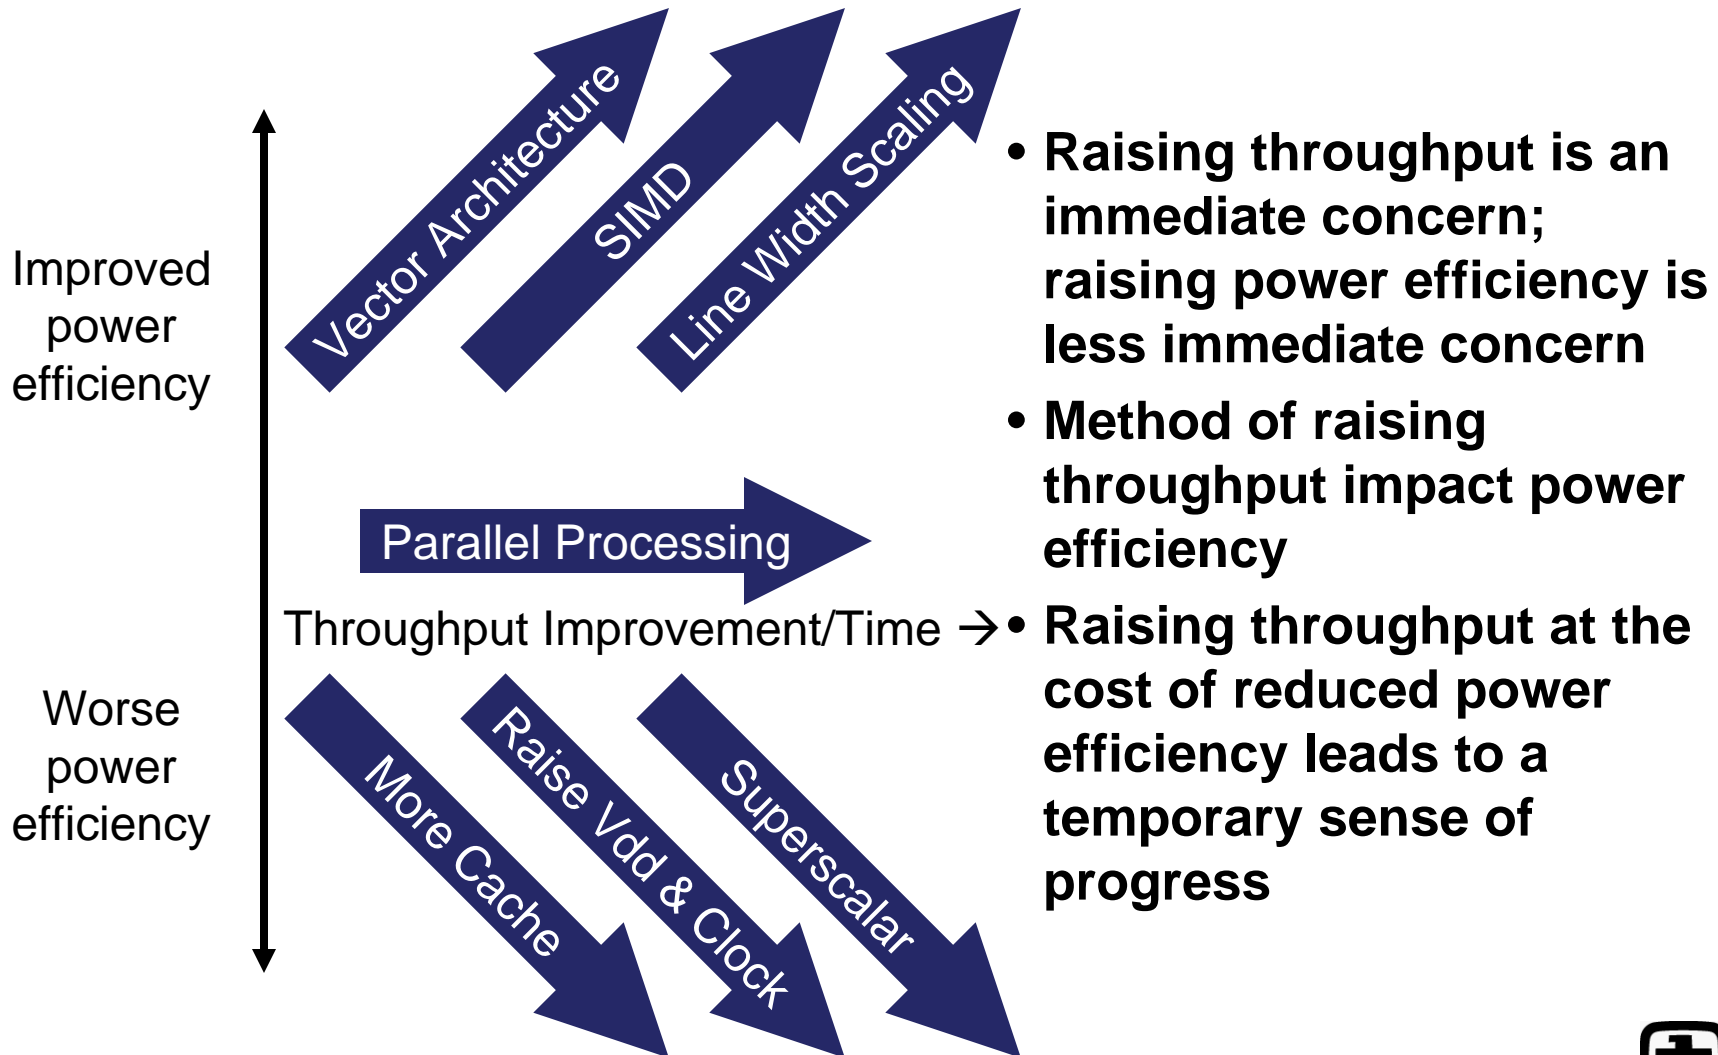 Improved
power
efficiency
Vector Architecture
SIMD
Line Width Scaling
Parallel Processing
Throughput Improvement/Time →
Worse
power
efficiency
More Cache
Raise Vdd & Clock
Superscalar
• Raising throughput is an
immediate concern;
raising power efficiency is
less immediate concern
• Method of raising
throughput impact power
efficiency
• Raising throughput at the
cost of reduced power
efficiency leads to a
temporary sense of
progress